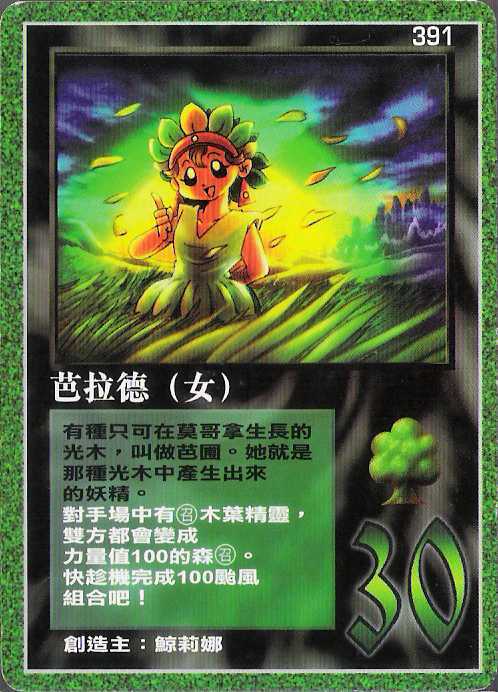 391
芭拉德（女）
有種只可在莫哥拿生長的
光木，叫做芭圃。她就是
那種光木中產生出來
的妖精。
對手場中有㊁木葉精靈，
雙方都會變成
力量值100的森召。
快趁機完成100颱風
組合吧！
30
創造主：鯨莉娜